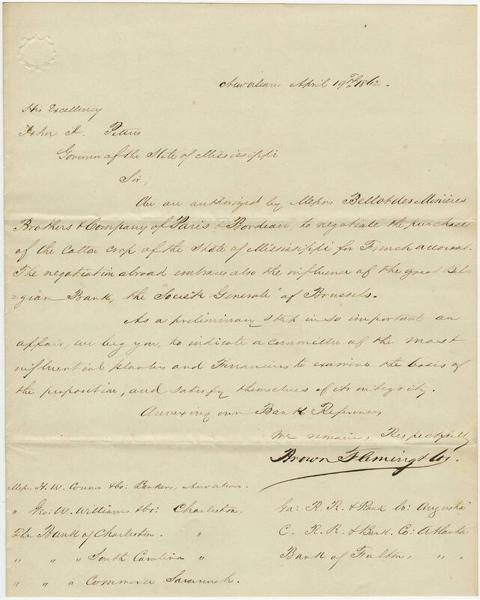 New Orleans April 19th 1862.
His Excellency
John J. Pettus
Governor of the State of Mississippi
Sir;
We are authorized by Messrs Bellot des Minières
Brothers & Company of Paris & Bordeaux, to negotiate the purchase
of the cotton crop of the State of Mississippi for French account.
The negotiation abroad embraces also the influence of the great Bel-
-gian Bank, the "Societé Generale" of Brussels.
As a preliminary step in so important an
affair, we beg you, to indicate a committee of the most
influential planters and Financiers to examine the basis of
the proposition, and satisfy themselves of its integrity.
Annexing our Bank References
We remain, Respectfully
Brown Fleming & Co.
Messrs H. W. Conner & Co: Bankers, New Orleans.
" Geo: W. Williams & Co: Charleston
The Bank of Charleston. "
" " " South Carolina "
" " " Commerce Savannah.
Ga: R. R. & Bank Co: Augusta
C. R. R. & Bank. Co: Atlanta
Bank of Fulton, " "